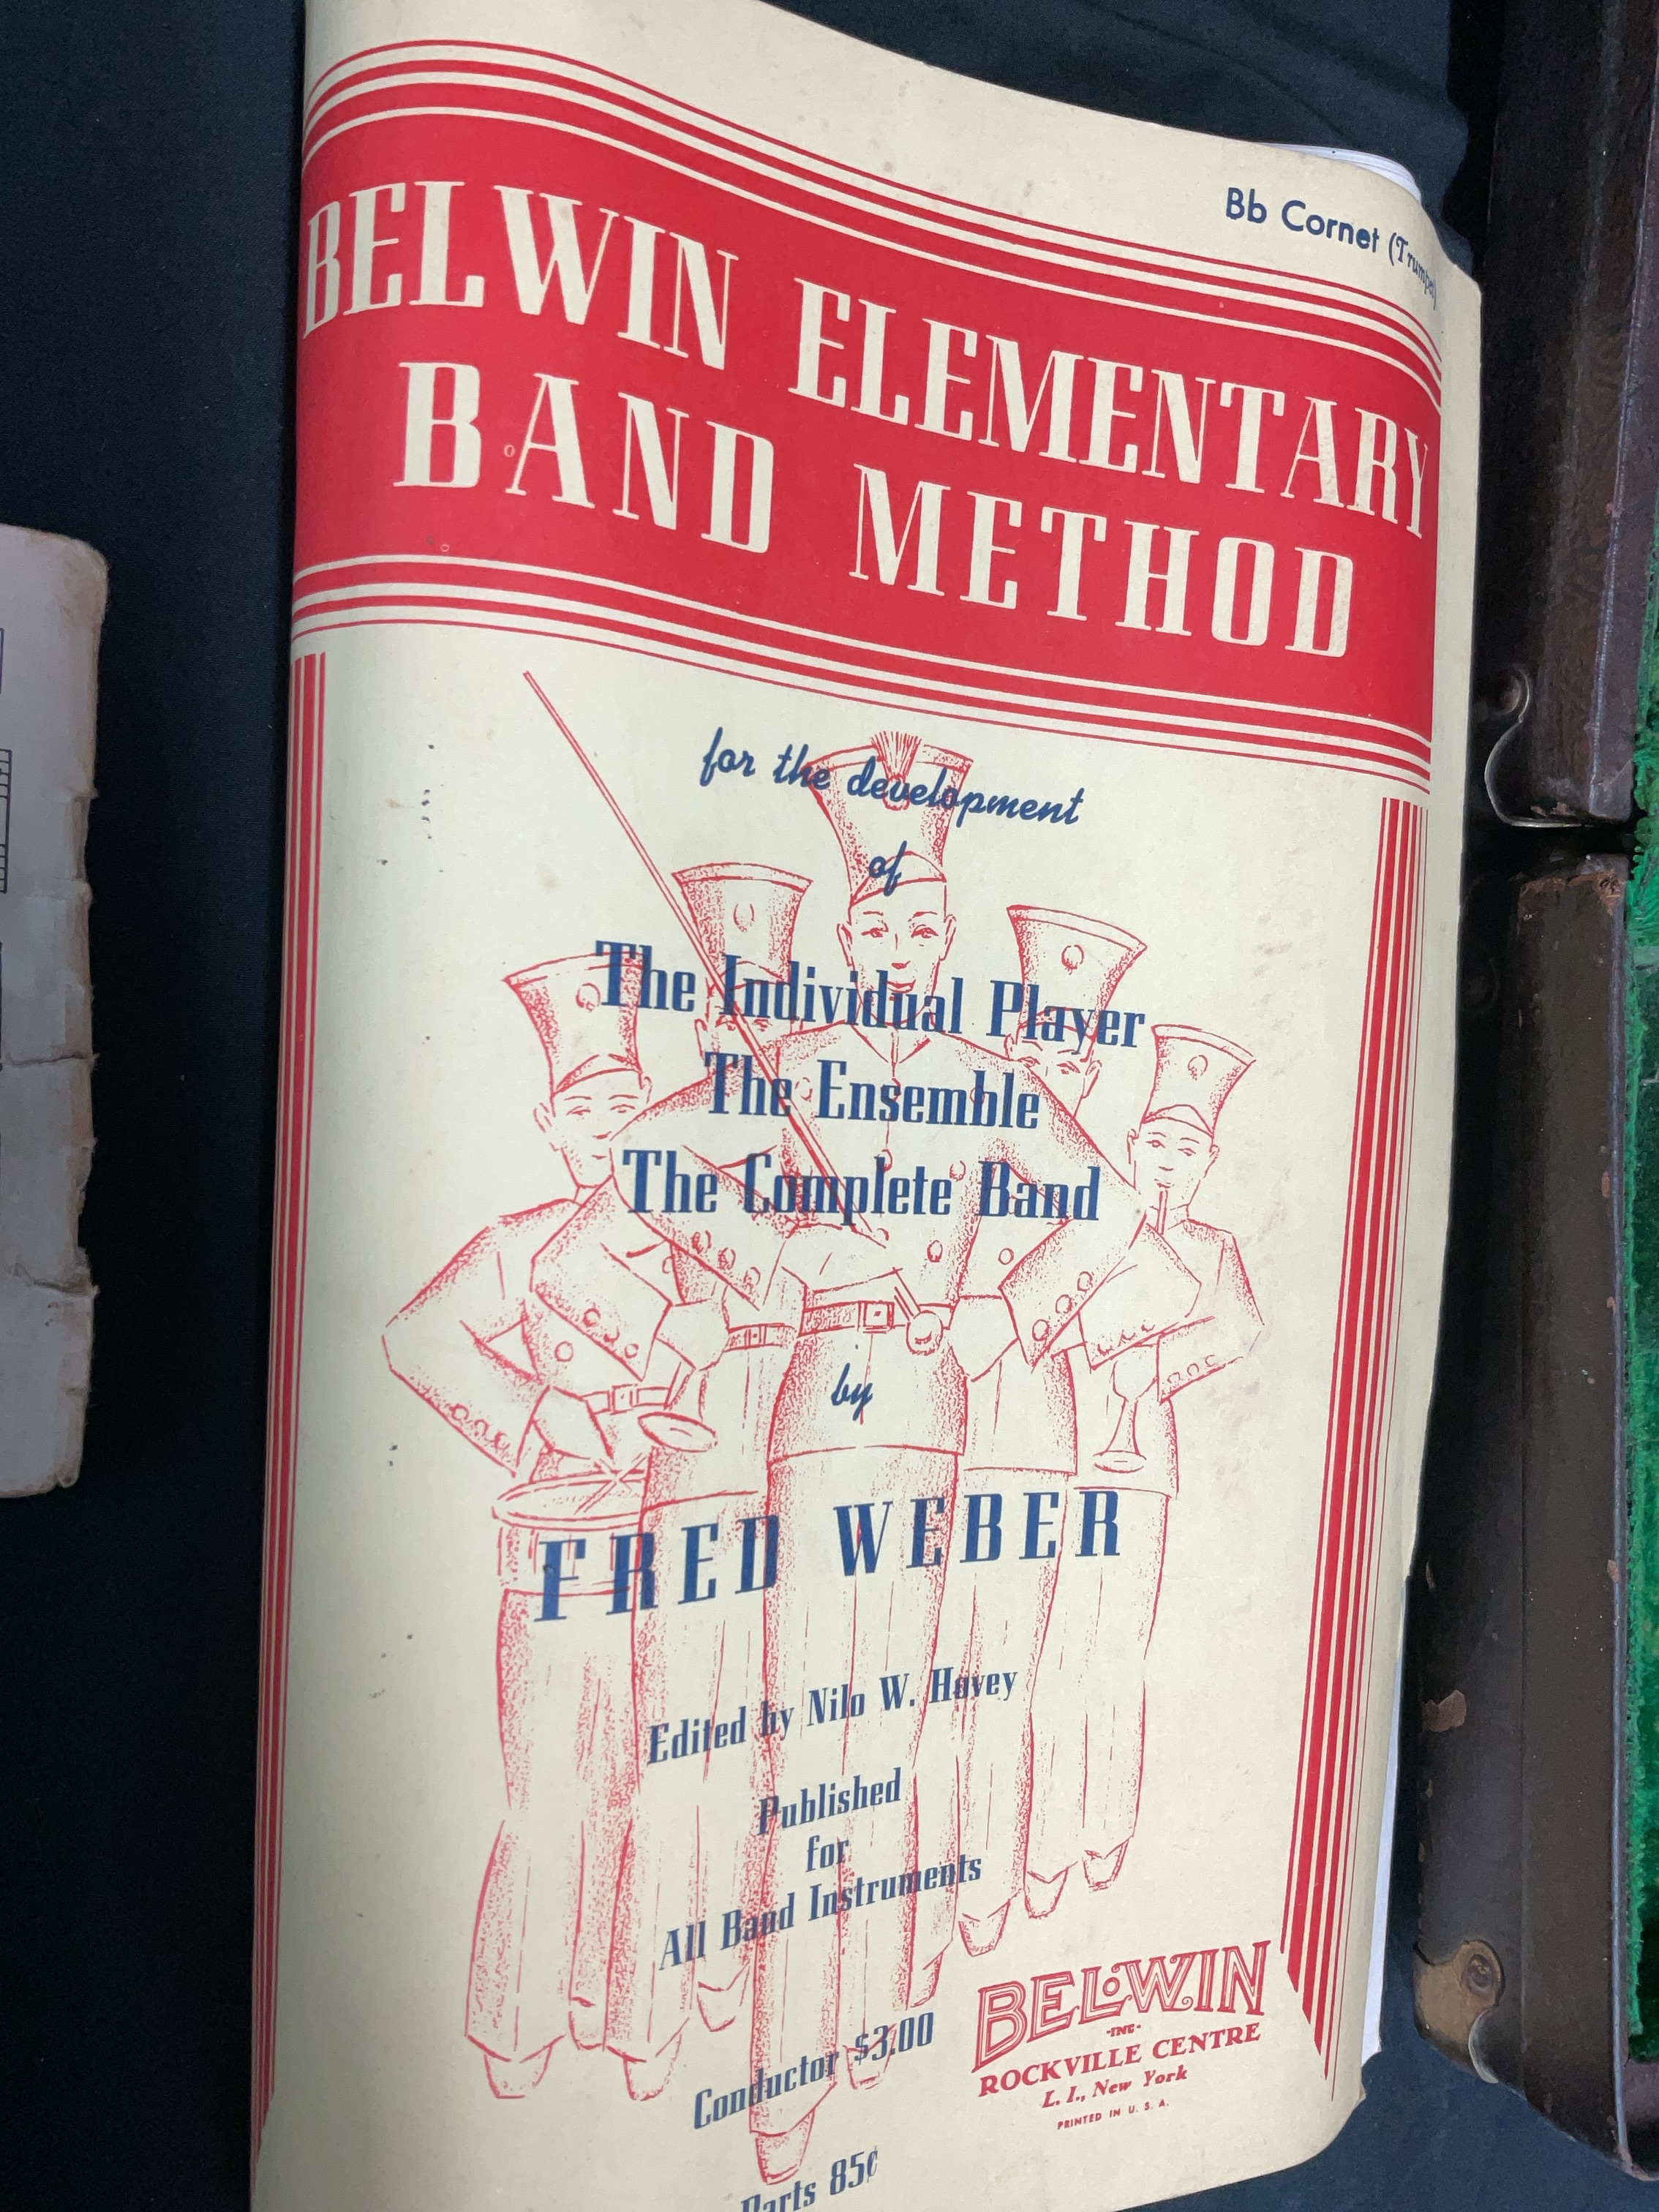 Bb Cornet (Trumpet)
BELWIN ELEMENTARY
BAND METHOD
for the development
of
The Individual Player
The Ensemble
The Complete Band
by
FRED WEBER
Edited by Nilo W. Hovey
Published
for
All Band Instruments
Conductor $3.00
Parts 85¢
BELWIN
-INC-
ROCKVILLE CENTRE
L. I., New York
PRINTED IN U. S. A.